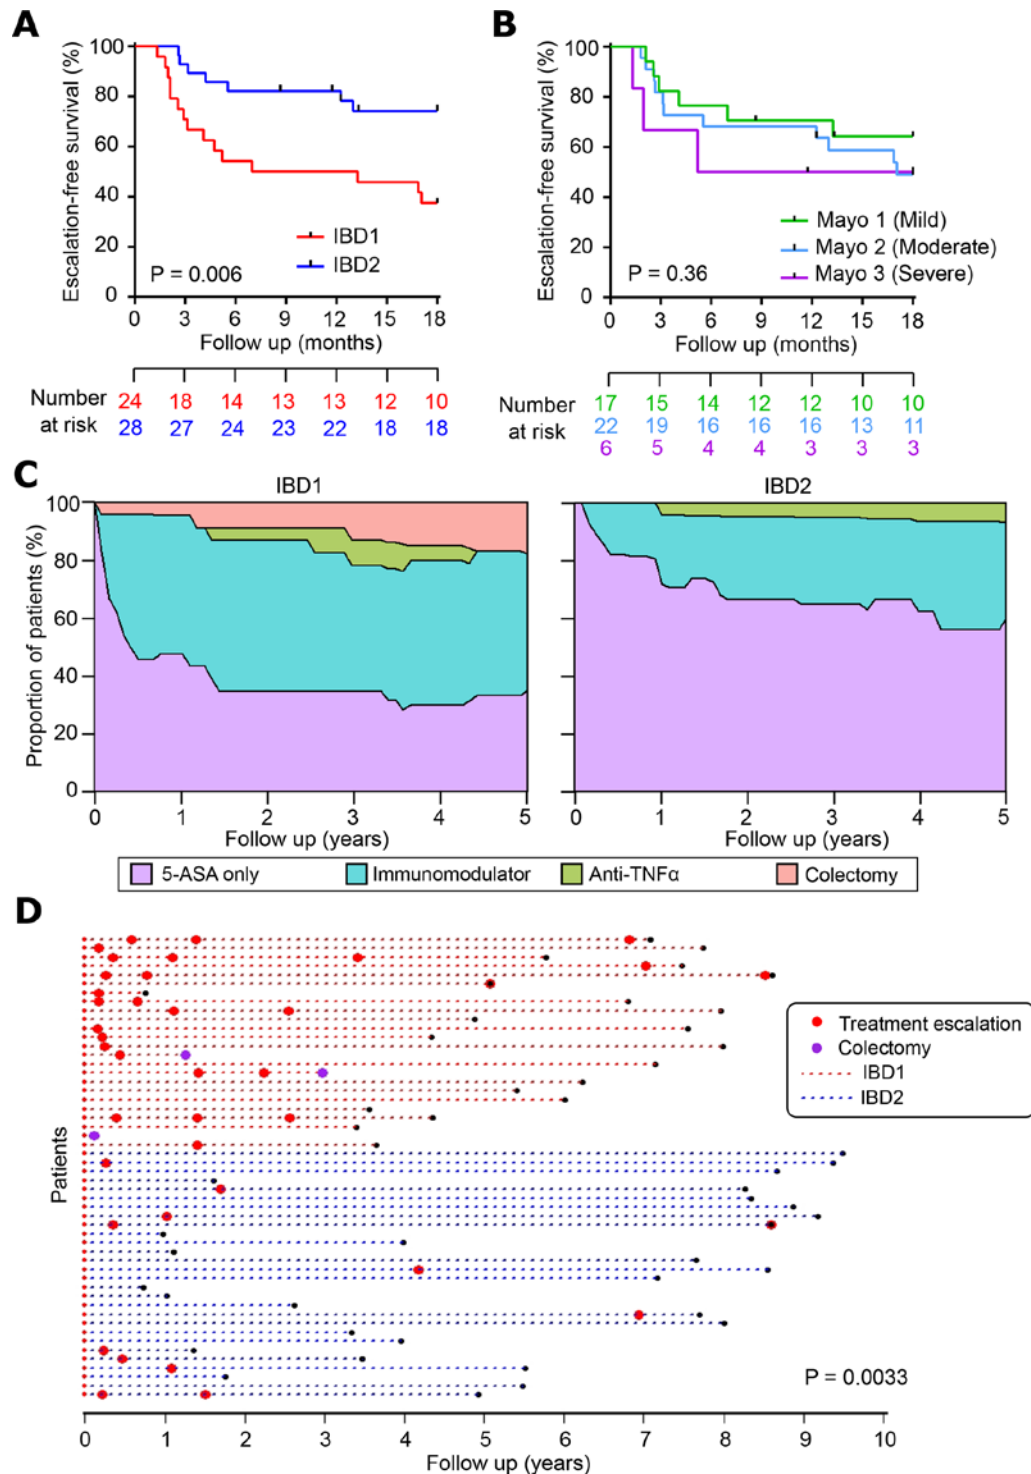 A
Escalation-free survival (%)
100
80
60
40
60
20
0
P = 0.006
IBD1
IBD2
0 3 6 9 12 15 18
Follow up (months)
Number at risk
24 18 14 13 13 12 10
28 27 24 23 22 18 18
B
Escalation-free survival (%)
100
80
60
40
60
20
0
P = 0.36
Mayo 1 (Mild)
Mayo 2 (Moderate)
Mayo 3 (Severe)
0 3 6 9 12 15 18
Follow up (months)
Number at risk
17 15 14 12 12 10 10
22 19 16 16 16 13 11
6 5 4 4 3 3 3
C
IBD1
Proportion of patients (%)
100
80
60
40
20
0
0 1 2 3 4 5
Follow up (years)
IBD2
0 1 2 3 4 5
Follow up (years)
5-ASA only
Immunomodulator
Anti-TNFα
Colectomy
D
Patients
Treatment escalation
Colectomy
IBD1
IBD2
P = 0.0033
0 1 2 3 4 5 6 7 8 9 10
Follow up (years)